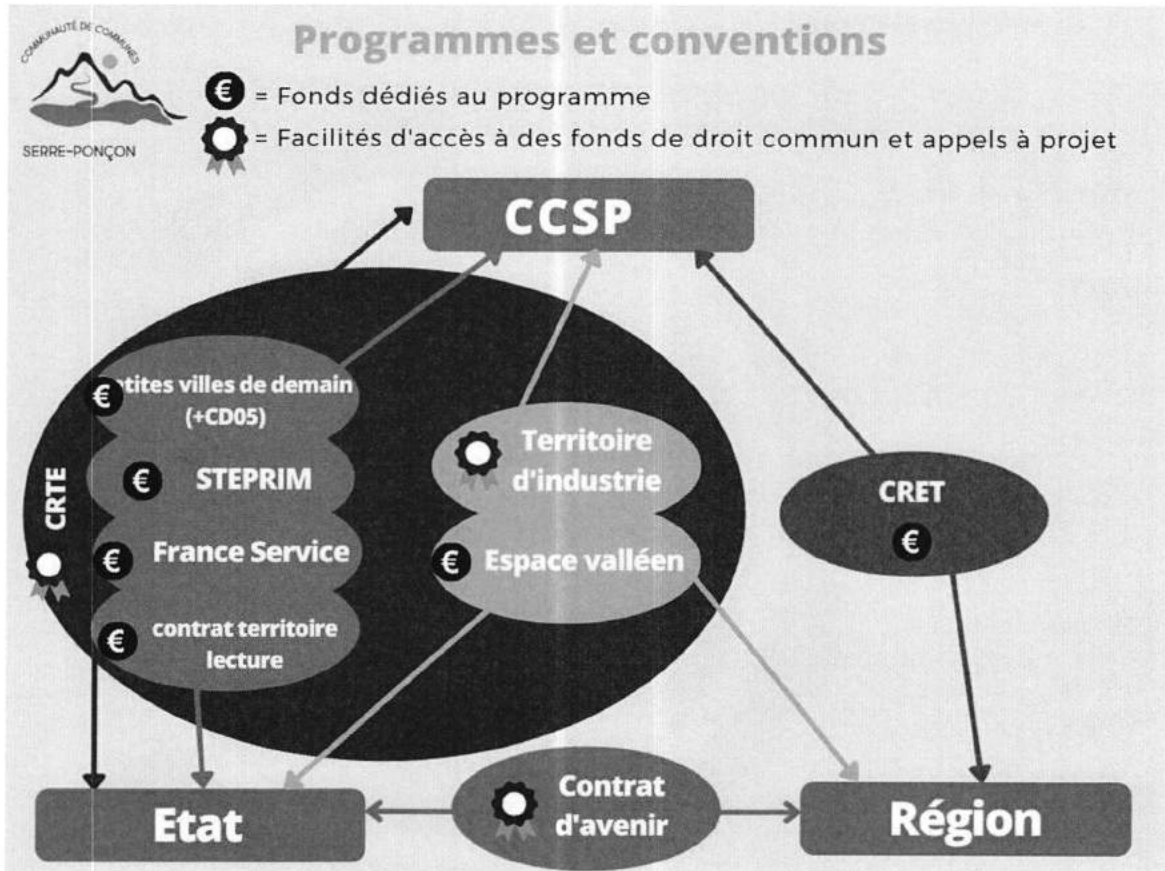 COMMUNAUTÉ DE COMMUNES
SERRE-PONÇON
Programmes et conventions
€ = Fonds dédiés au programme
= Facilités d'accès à des fonds de droit commun et appels à projet
CCSP
€ etites villes de demain
(+CD05)
€ STEPRIM
€ France Service
€ contrat territoire
lecture
CRTE
Territoire
d'industrie
€ Espace valléen
CRET
€
Contrat
d'avenir
Etat
Région